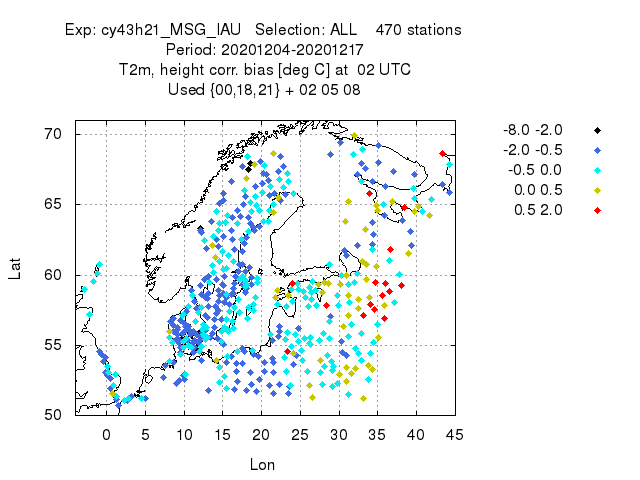 Exp: cy43h21_MSG_IAU   Selection: ALL    470 stations
Period: 20201204-20201217
T2m, height corr. bias [deg C] at  02 UTC
Used {00,18,21} + 02 05 08
-8.0 -2.0
-2.0 -0.5
-0.5 0.0
0.0 0.5
0.5 2.0
70
65
60
55
50
Lat
0 5 10 15 20 25 30 35 40 45
Lon